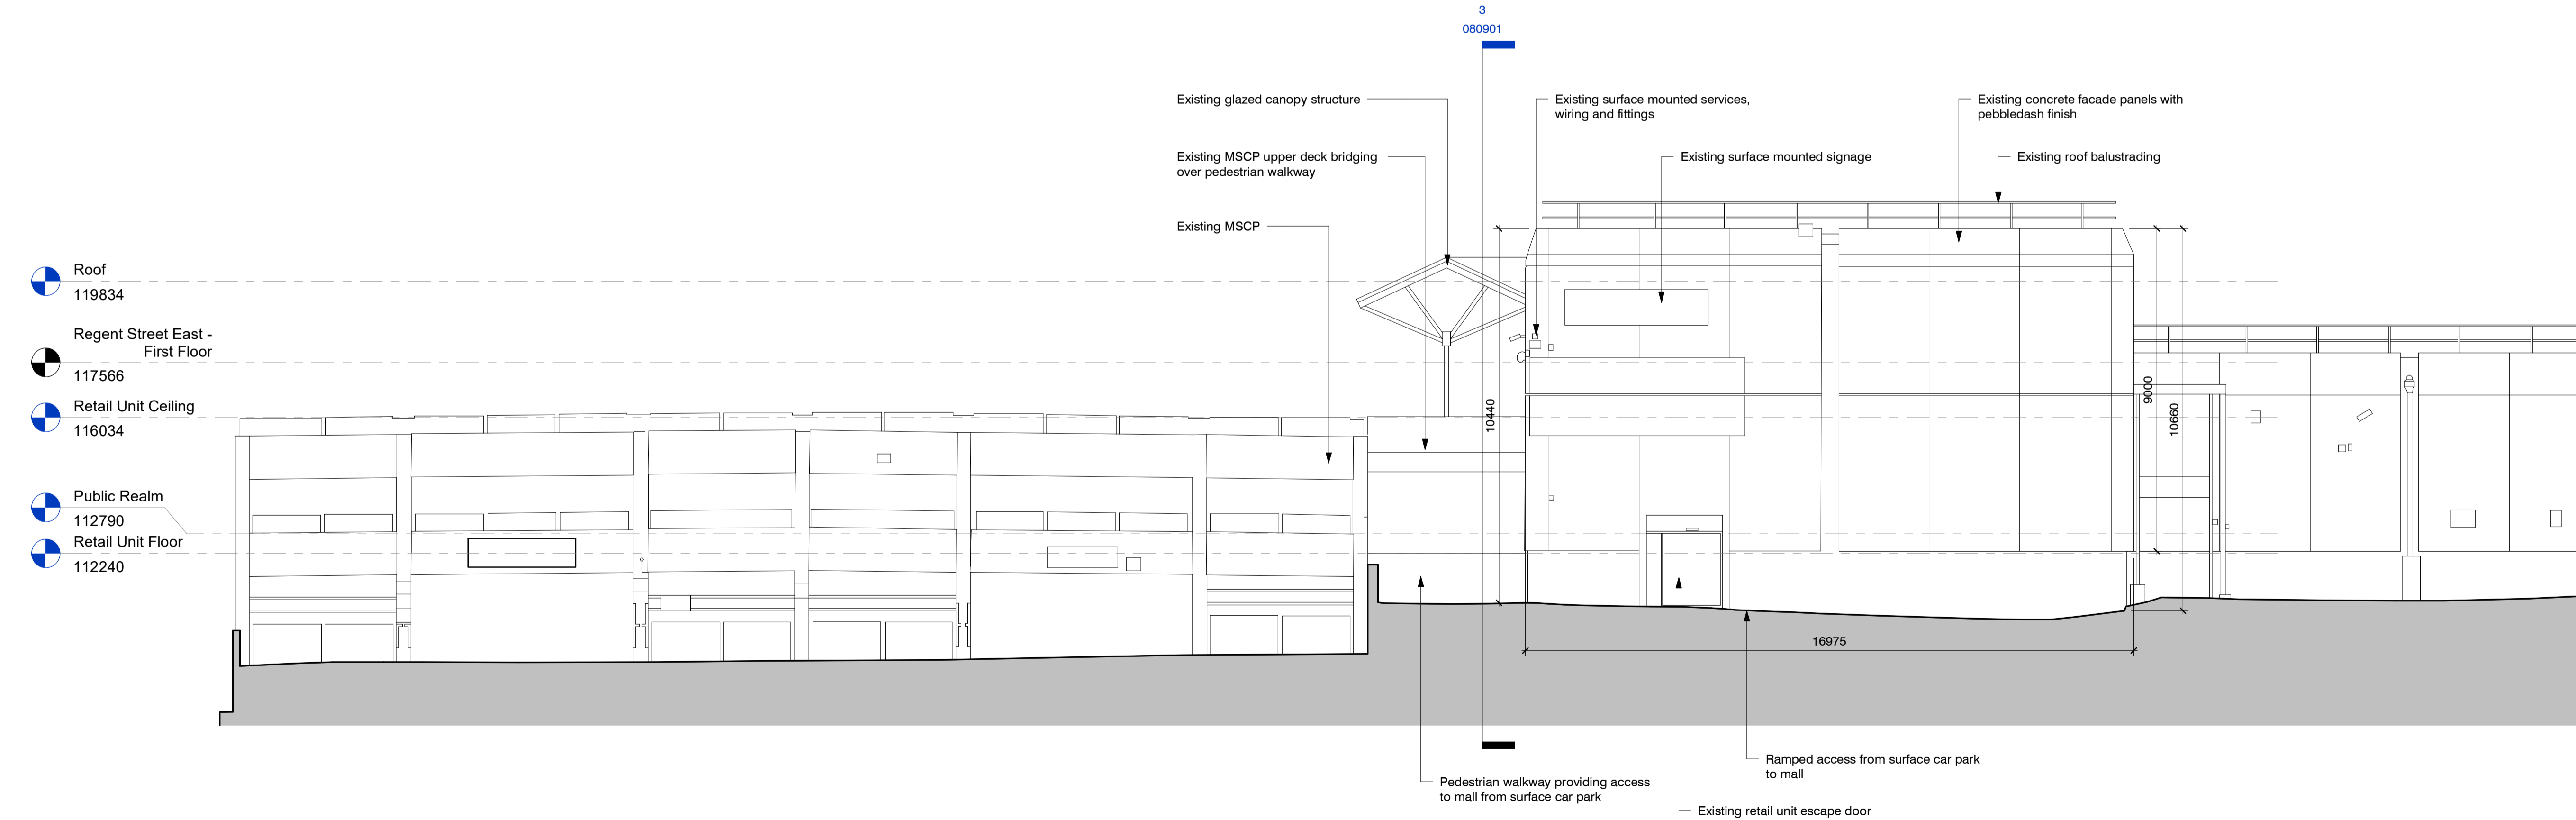 3
080901
Existing glazed canopy structure
Existing surface mounted services,
wiring and fittings
Existing concrete facade panels with
pebbledash finish
Existing MSCP upper deck bridging
over pedestrian walkway
Existing surface mounted signage
Existing roof balustrading
Existing MSCP
Roof
119834
Regent Street East -
First Floor
117566
Retail Unit Ceiling
116034
Public Realm
112790
Retail Unit Floor
112240
10440
9000
10660
16975
Ramped access from surface car park
to mall
Pedestrian walkway providing access
to mall from surface car park
Existing retail unit escape door